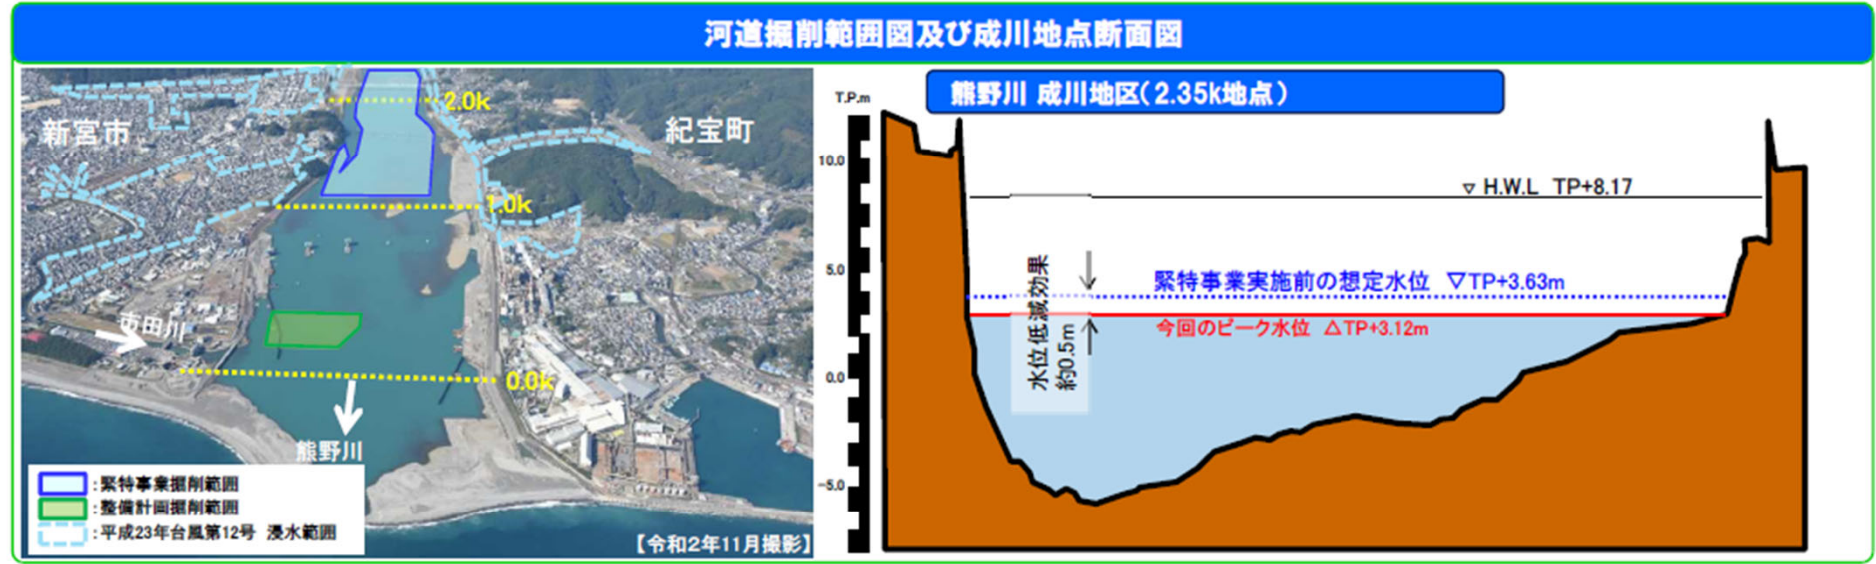 河道掘削範囲図及び成川地点断面図
新宮市
紀宝町
2.0k
1.0k
市田川
0.0k
熊野川
:緊特事業掘削範囲
:整備計画掘削範囲
:平成23年台風第12号 浸水範囲
【令和2年11月撮影】
熊野川 成川地区(2.35k地点)
T.P.m
10.0
5.0
0.0
-5.0
▽ H.W.L TP+8.17
緊特事業実施前の想定水位 ▽TP+3.63m
今回のピーク水位 △TP+3.12m
水位低減効果
約0.5m